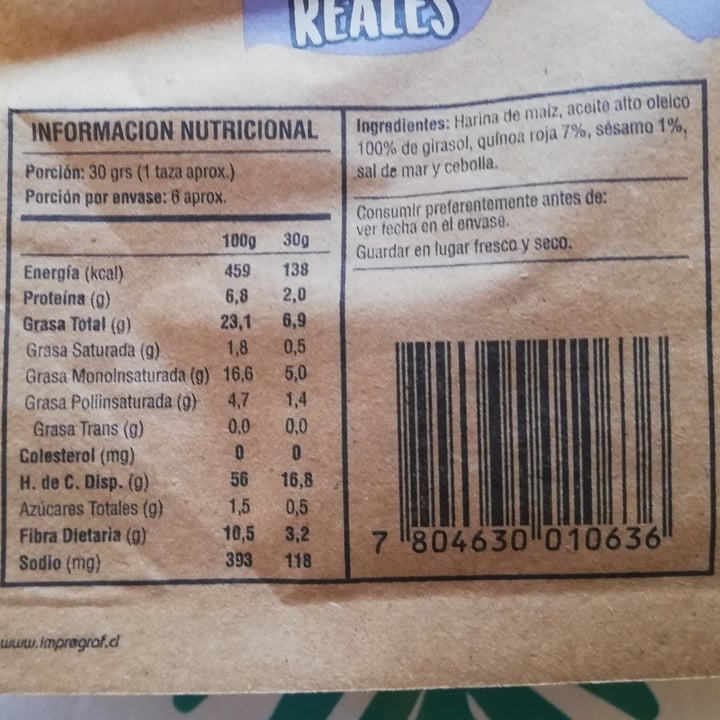 REALES
INFORMACION NUTRICIONAL
Porción: 30 grs (1 taza aprox.)
Porción por envase: 6 aprox.
100g 30g
Energía (kcal) 459 138
Proteína (g) 6,8 2,0
Grasa Total (g) 23,1 6,9
Grasa Saturada (g) 1,8 0,5
Grasa MonoInsaturada (g) 16,6 5,0
Grasa Poliinsaturada (g) 4,7 1,4
Grasa Trans (g) 0,0 0,0
Colesterol (mg) 0 0
H. de C. Disp. (g) 56 16,8
Azúcares Totales (g) 1,5 0,5
Fibra Dietaria (g) 10,5 3,2
Sodio (mg) 393 118
Ingredientes: Harina de maiz, aceite alto oleico
100% de girasol, quínoa roja 7%, sésamo 1%,
sal de mar y cebolla.
Consumir preferentemente antes de:
ver fecha en el envase.
Guardar en lugar fresco y seco.
7 804630 010636
www.impregraf.cl